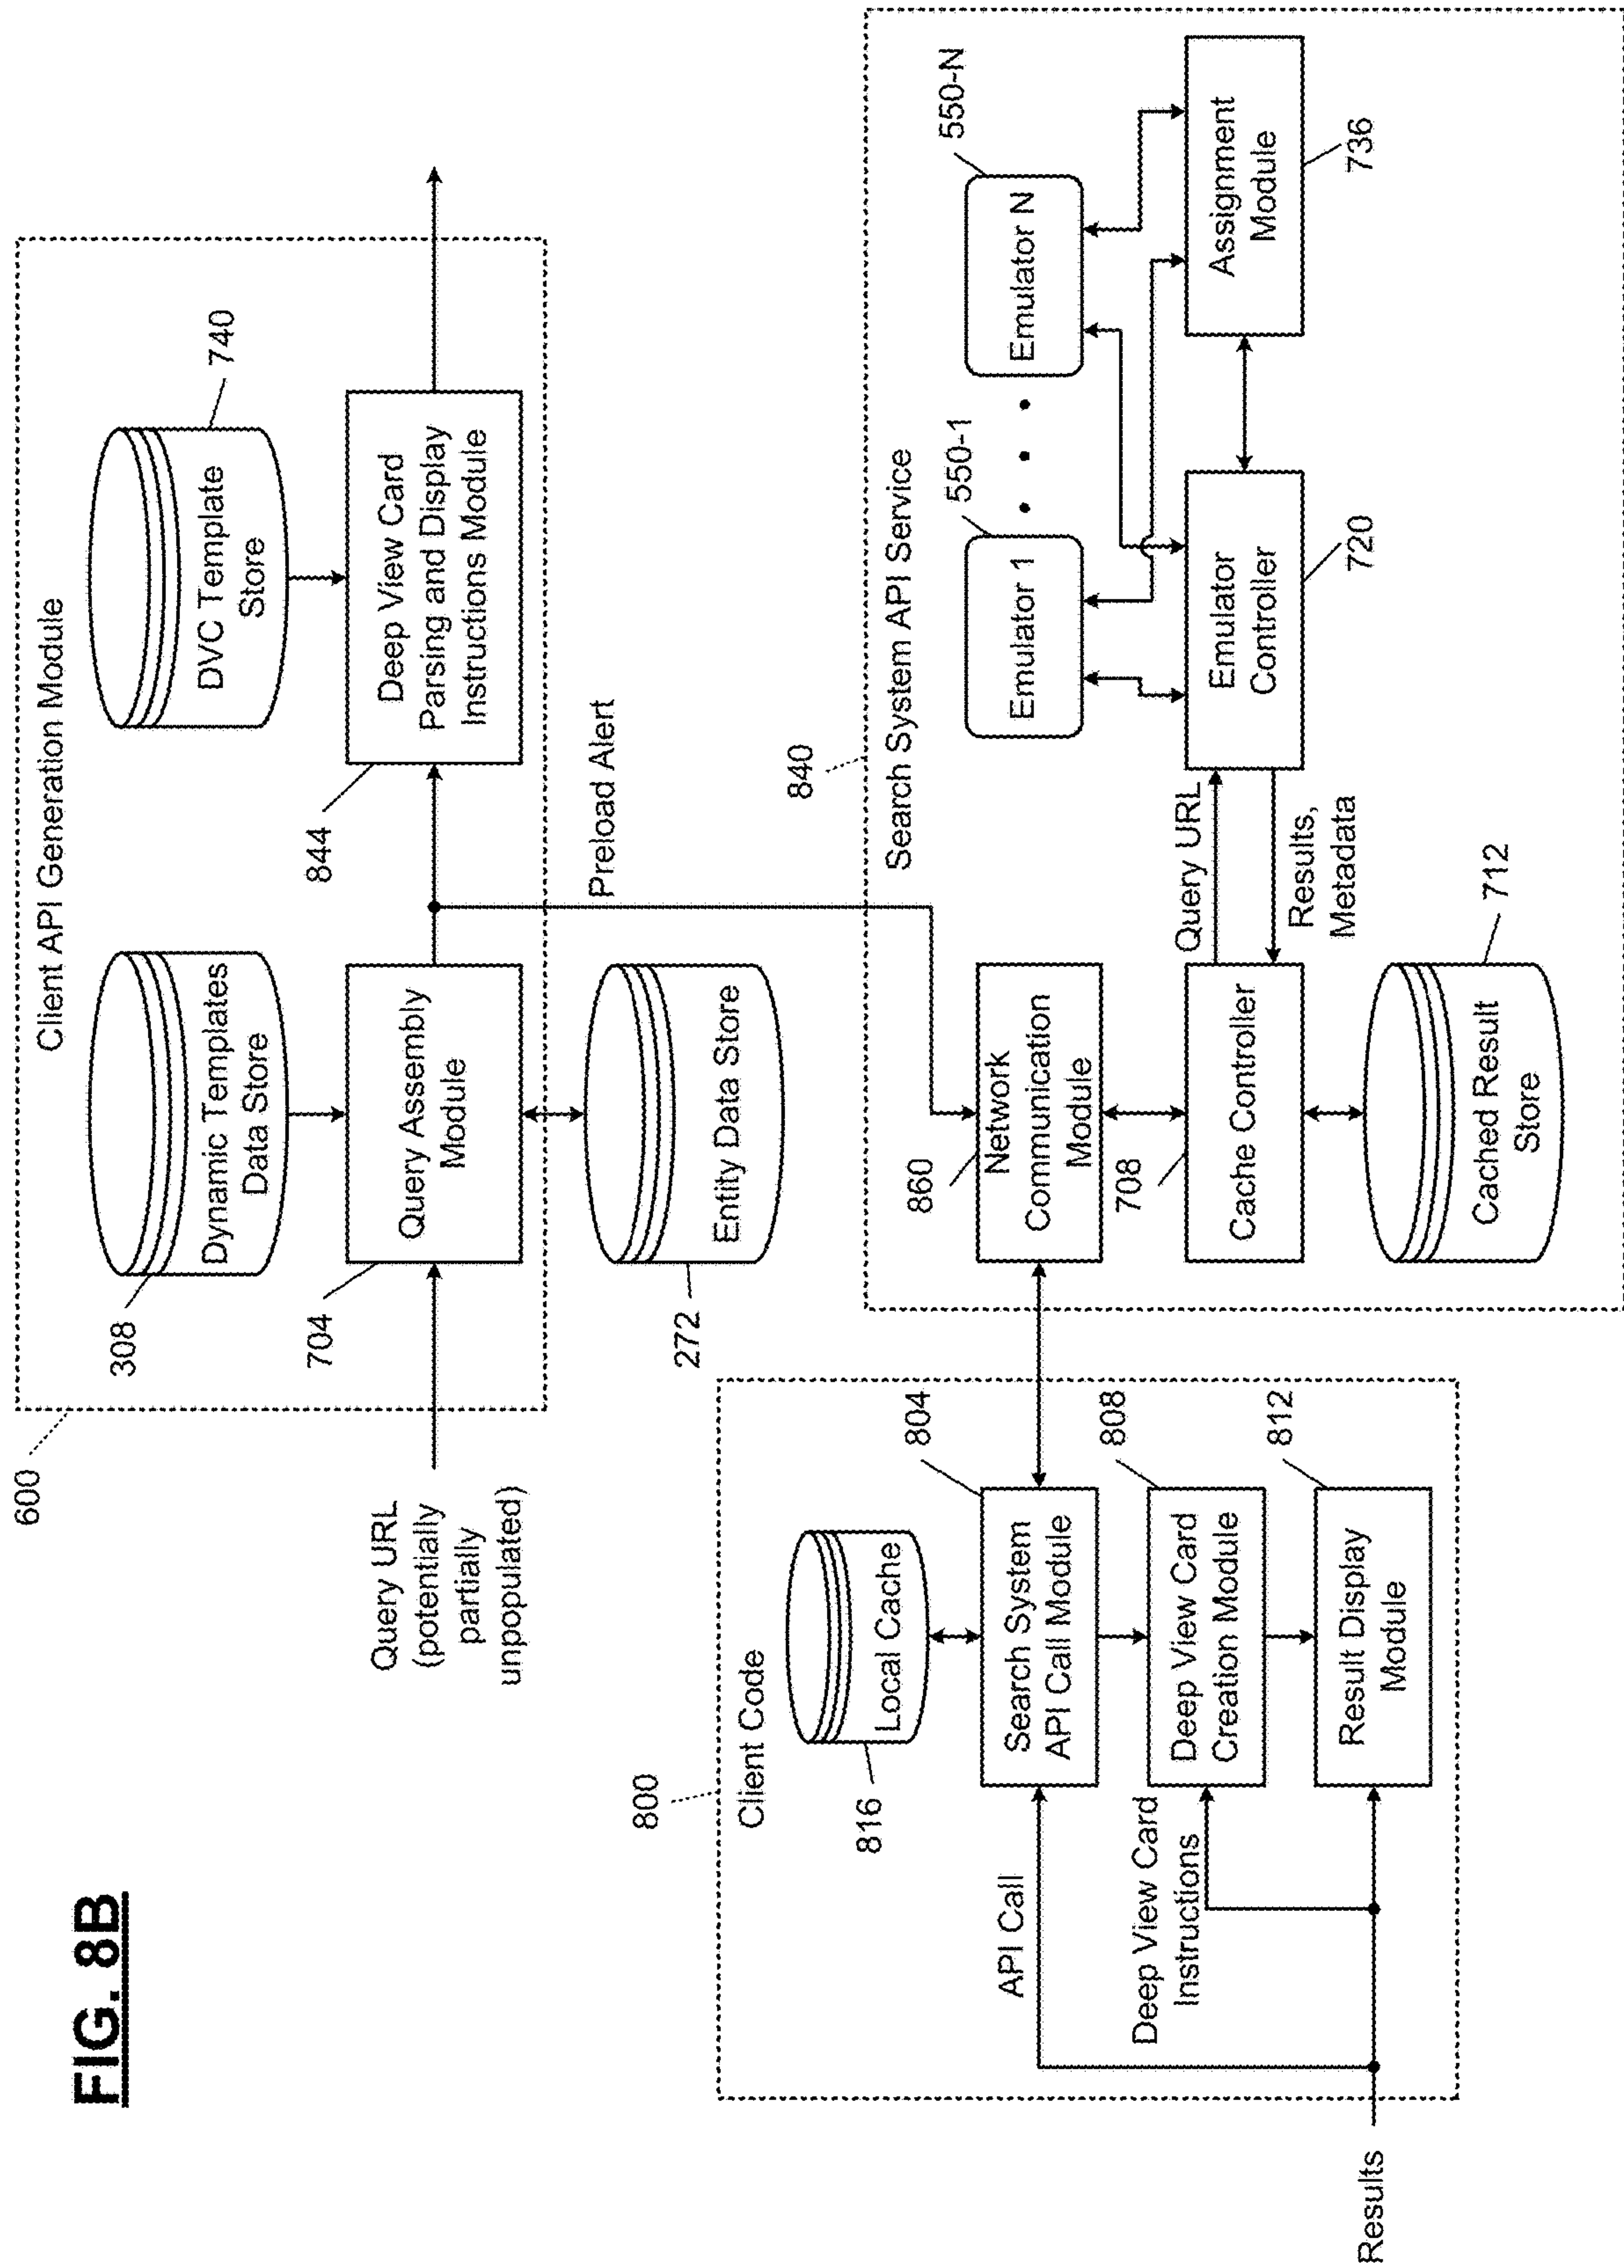 FIG. 8B
600
Client API Generation Module
308
Dynamic Templates
Data Store
740
DVC Template
Store
Query URL
(potentially
partially
unpopulated)
704
Query Assembly
Module
844
Deep View Card
Parsing and Display
Instructions Module
272
Entity Data Store
Preload Alert
800
Client Code
816
Local Cache
API Call
804
Search System
API Call Module
Deep View Card
Instructions
808
Deep View Card
Creation Module
812
Result Display
Module
Results
840
Search System API Service
860
Network
Communication
Module
708
Cache Controller
712
Cached Result
Store
Query URL
Results,
Metadata
550-1
Emulator 1
550-N
Emulator N
720
Emulator
Controller
736
Assignment
Module